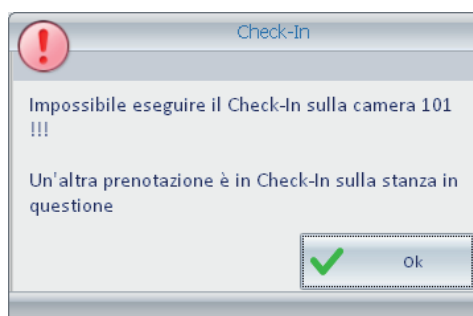 Check-In
Impossibile eseguire il Check-In sulla camera 101
!!!
Un'altra prenotazione è in Check-In sulla stanza in
questione
Ok